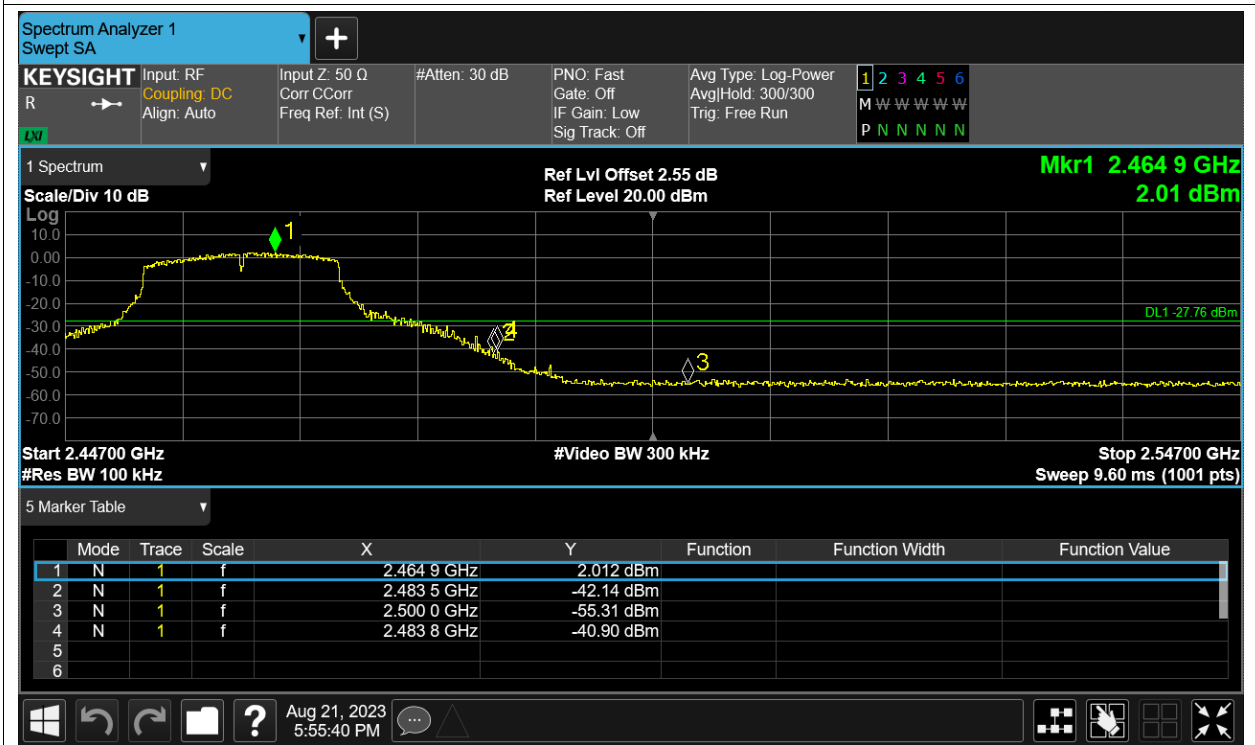 Spectrum Analyzer 1
Swept SA
+
KEYSIGHT Input: RF Input Z: 50 Ω #Atten: 30 dB PNO: Fast Avg Type: Log-Power 1 2 3 4 5 6
R Coupling: DC Corr CCorr Gate: Off Avg|Hold: 300/300 M W W W W W
Align: Auto Freq Ref: Int (S) IF Gain: Low Trig: Free Run
LXI Sig Track: Off P N N N N N
1 Spectrum Ref Lvl Offset 2.55 dB Mkr1 2.464 9 GHz
Scale/Div 10 dB Ref Level 20.00 dBm 2.01 dBm
Log
10.0
1
0.00
-10.0
-20.0
DL1 -27.76 dBm
-30.0
4
-40.0
3
-50.0
-60.0
-70.0
Start 2.44700 GHz #Video BW 300 kHz Stop 2.54700 GHz
#Res BW 100 kHz Sweep 9.60 ms (1001 pts)
5 Marker Table
Mode Trace Scale X Y Function Function Width Function Value
1 N 1 f 2.464 9 GHz 2.012 dBm
2 N 1 f 2.483 5 GHz -42.14 dBm
3 N 1 f 2.500 0 GHz -55.31 dBm
4 N 1 f 2.483 8 GHz -40.90 dBm
5
6
? Aug 21, 2023
5:55:40 PM